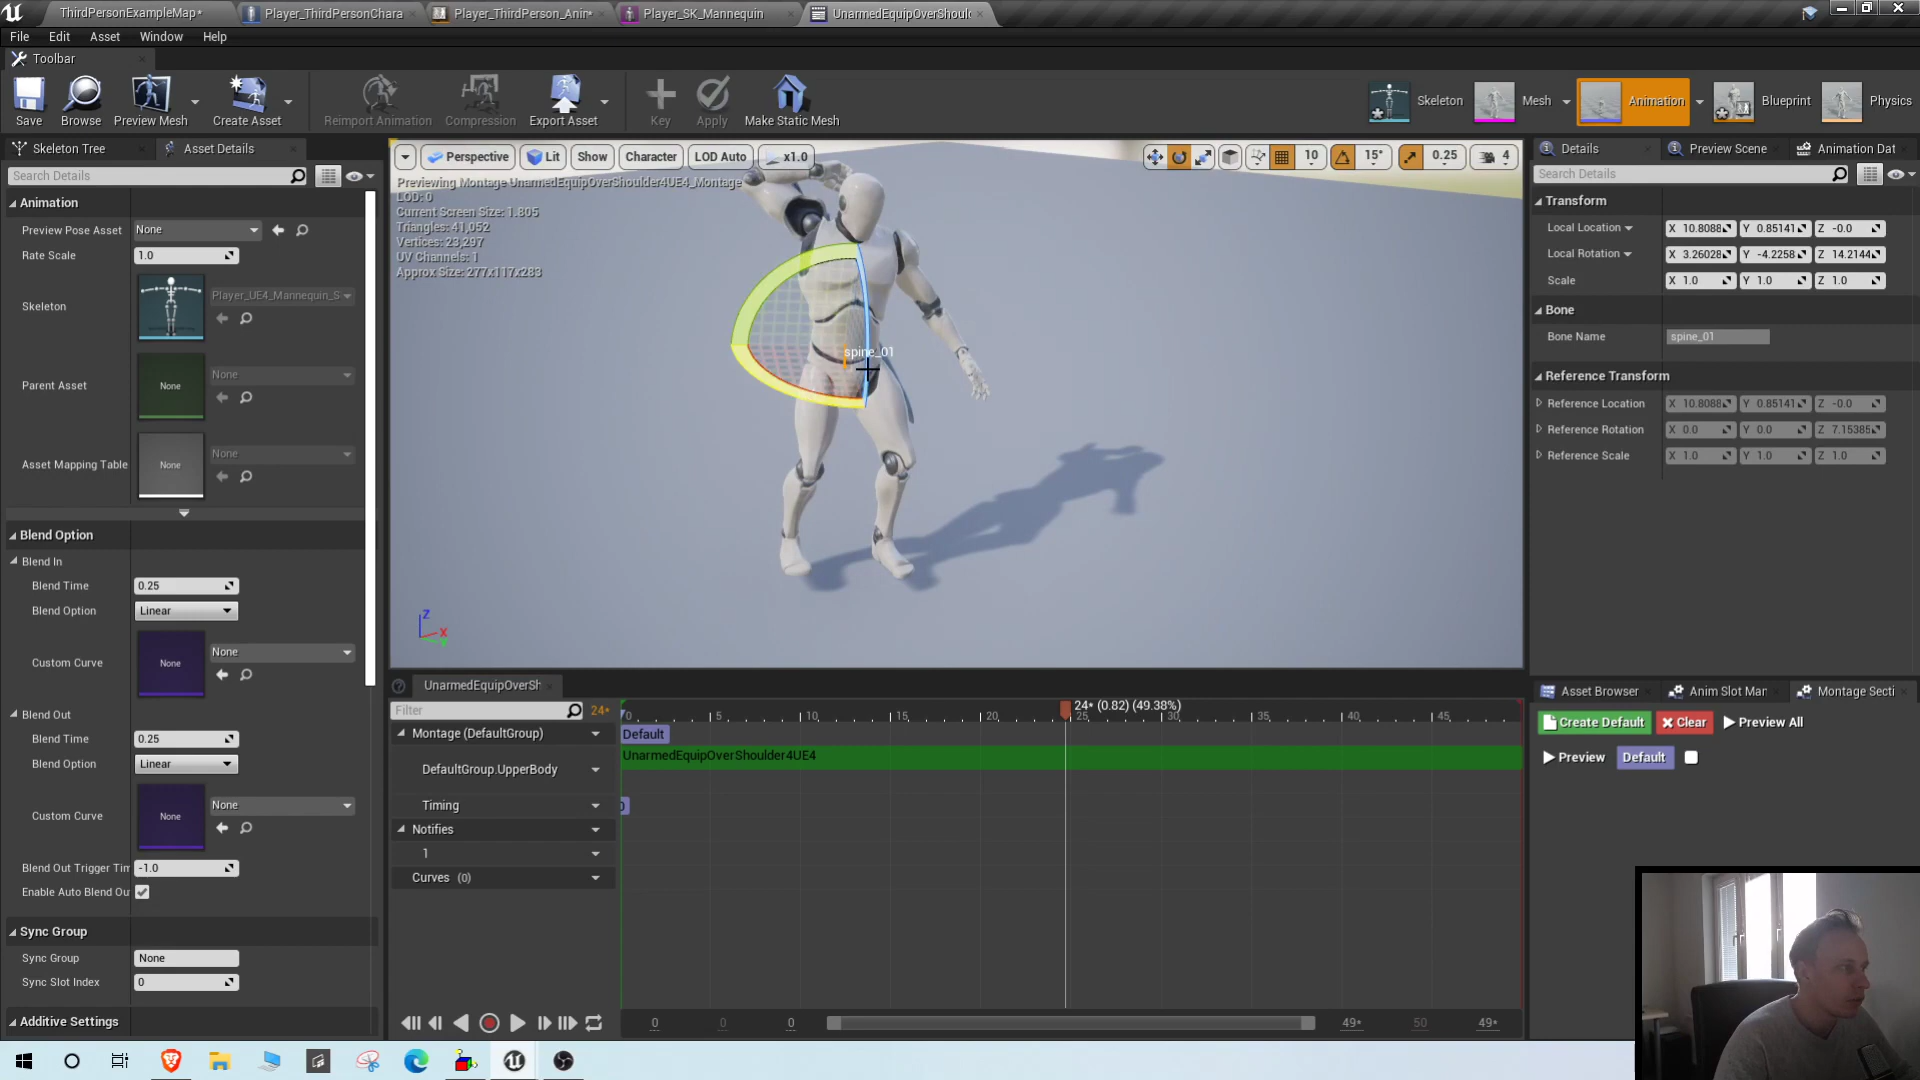 ThirdPersonExampleMap*
Player_ThirdPersonChara
Player_ThirdPerson_Anim*
Player_SK_Mannequin
UnarmedEquipOverShoul
File
Edit
Asset
Window
Help
Toolbar
Save
Browse
Preview Mesh
Create Asset
Reimport Animation
Compression
Export Asset
Key
Apply
Make Static Mesh
Skeleton
Mesh
Animation
Blueprint
Physics
Skeleton Tree
Asset Details
Search Details
Animation
Preview Pose Asset
None
Rate Scale
1.0
Skeleton
Player_UE4_Mannequin_S
Parent Asset
None
None
Asset Mapping Table
None
None
Blend Option
Blend In
Blend Time
0.25
Blend Option
Linear
Custom Curve
None
None
Blend Out
Blend Time
0.25
Blend Option
Linear
Custom Curve
None
None
Blend Out Trigger Tim
-1.0
Enable Auto Blend Ou
Sync Group
Sync Group
None
Sync Slot Index
0
Additive Settings
Perspective
Lit
Show
Character
LOD Auto
x1.0
10
15°
0.25
4
Previewing Montage UnarmedEquipOverShoulder4UE4_Montage
LOD: 0
Current Screen Size: 1.805
Triangles: 41,052
Vertices: 23,297
UV Channels: 1
Approx Size: 277x117x283
spine_01
Z
X
UnarmedEquipOverSh
Filter
24*
0
5
10
15
20
25
30
35
40
45
24* (0.82) (49.38%)
Montage (DefaultGroup)
Default
UnarmedEquipOverShoulder4UE4
DefaultGroup.UpperBody
Timing
0
Notifies
1
Curves (0)
0
0
0
49*
50
49*
Details
Preview Scene
Animation Dat
Search Details
Transform
Local Location
X 10.8088
Y 0.85141
Z -0.0
Local Rotation
X 3.26028
Y -4.2258
Z 14.2144
Scale
X 1.0
Y 1.0
Z 1.0
Bone
Bone Name
spine_01
Reference Transform
Reference Location
X 10.8088
Y 0.85141
Z -0.0
Reference Rotation
X 0.0
Y 0.0
Z 7.15385
Reference Scale
X 1.0
Y 1.0
Z 1.0
Asset Browser
Anim Slot Mar
Montage Secti
Create Default
Clear
Preview All
Preview
Default